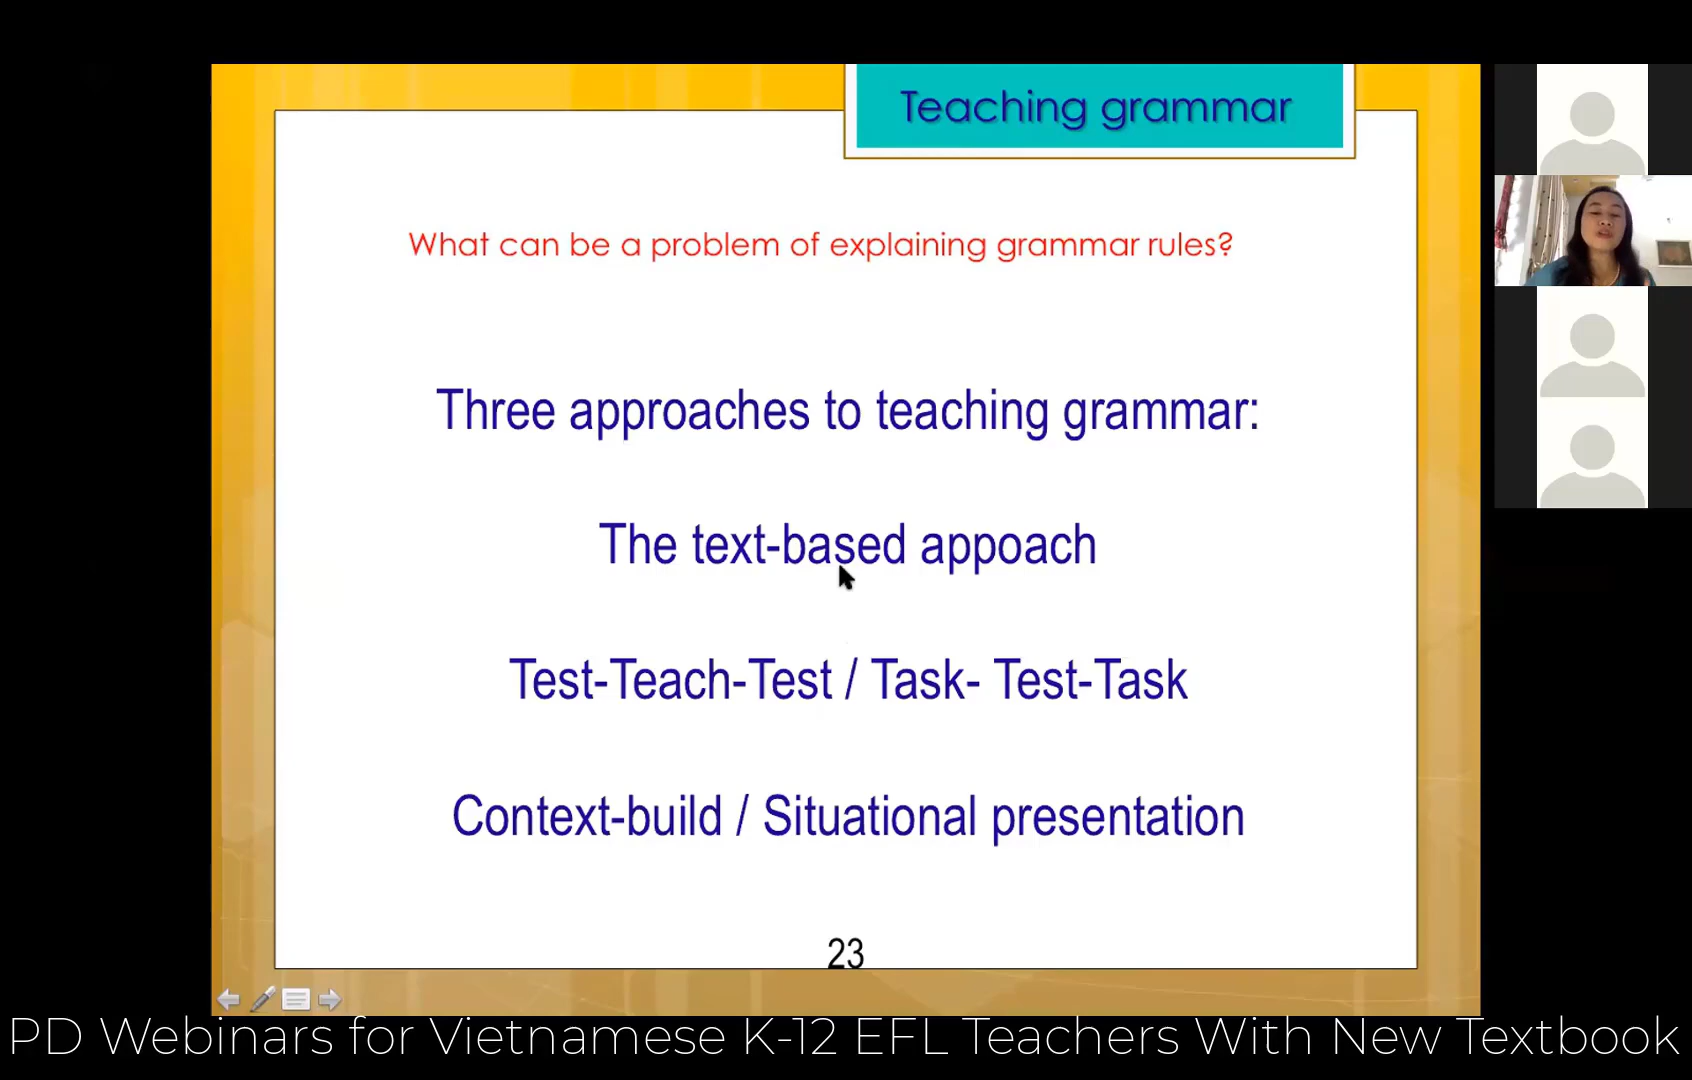 Teaching grammar
What can be a problem of explaining grammar rules?
Three approaches to teaching grammar:
The text-based appoach
Test-Teach-Test / Task- Test-Task
Context-build / Situational presentation
23
PD Webinars for Vietnamese K-12 EFL Teachers With New Textbook